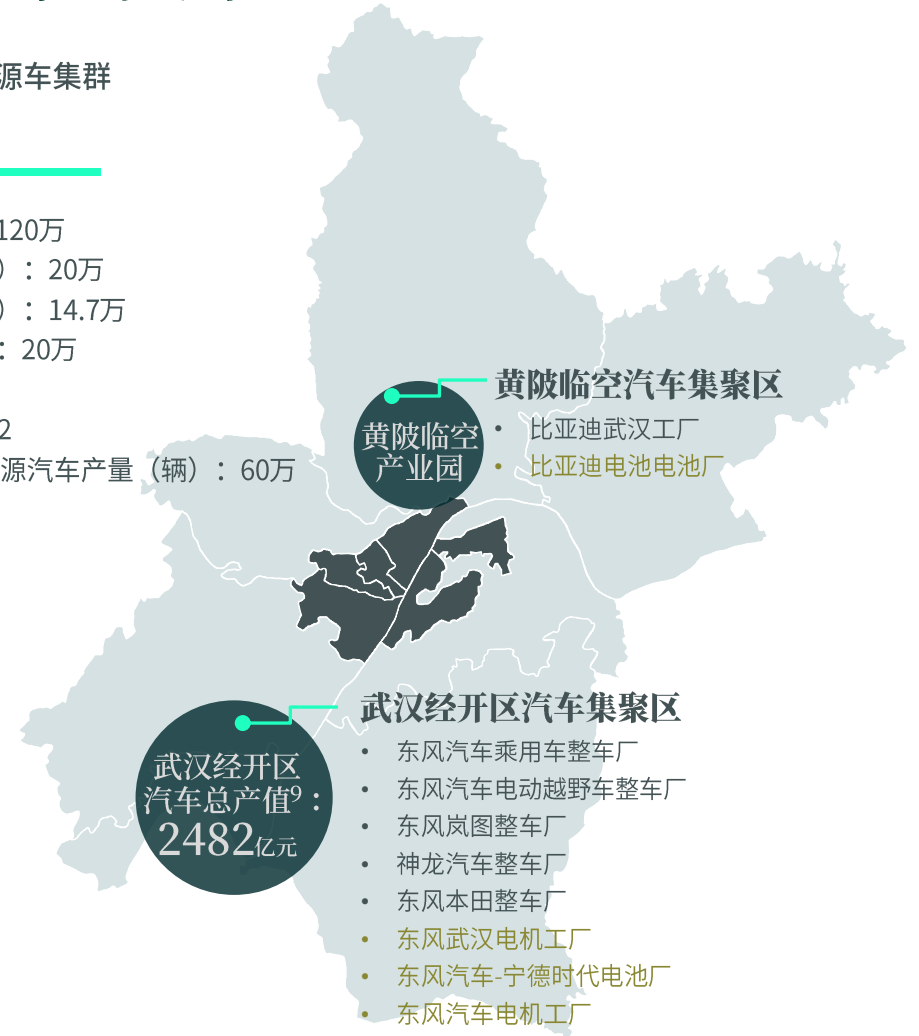 源车集群
120万
）：20万
）：14.7万
：20万
2
源汽车产量（辆）：60万
黄陂临空汽车集聚区
• 比亚迪武汉工厂
• 比亚迪电池电池厂
黄陂临空
产业园
武汉经开区汽车集聚区
• 东风汽车乘用车整车厂
• 东风汽车电动越野车整车厂
• 东风岚图整车厂
• 神龙汽车整车厂
• 东风本田整车厂
• 东风武汉电机工厂
• 东风汽车-宁德时代电池厂
• 东风汽车电机工厂
武汉经开区
汽车总产值9：
2482亿元